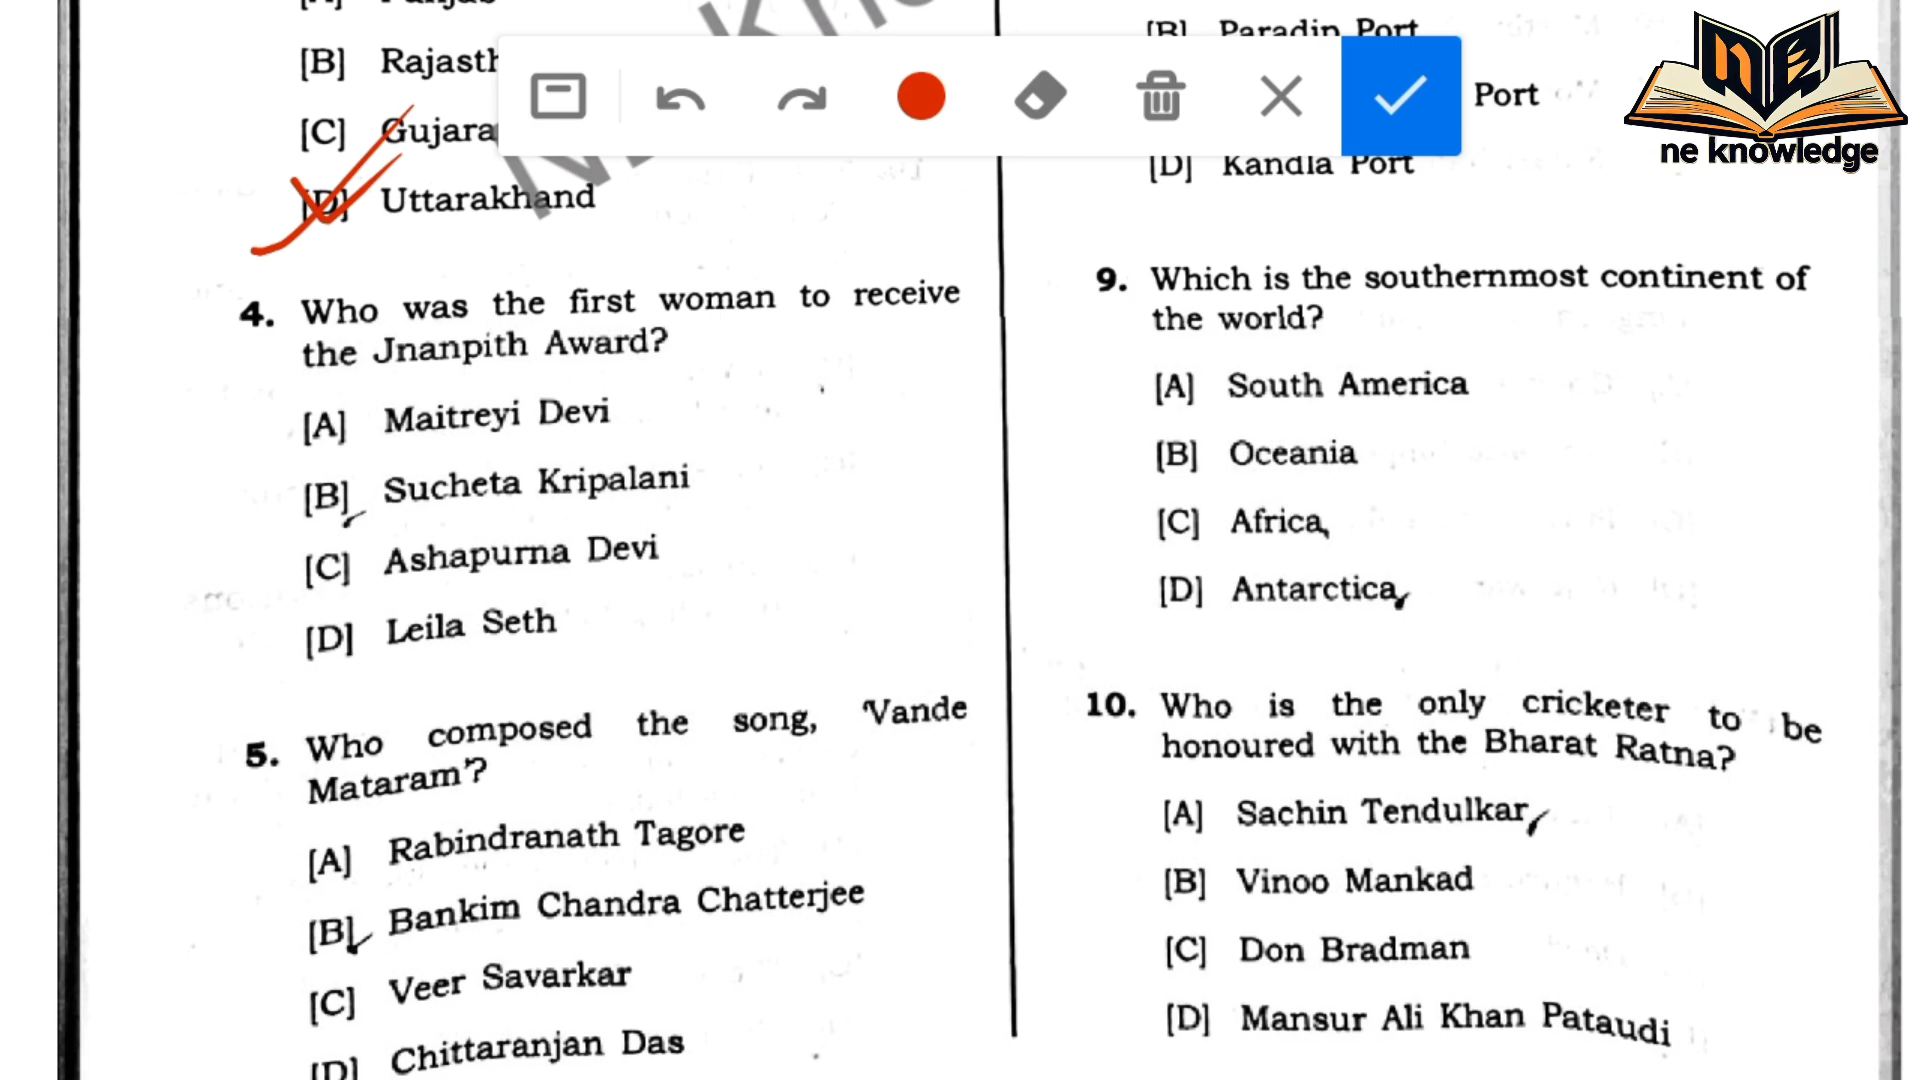 [B] Rajasth
[C] Gujara
[D] Uttarakhand
4. Who was the first woman to receive
the Jnanpith Award?
[A] Maitreyi Devi
[B] Sucheta Kripalani
[C] Ashapurna Devi
[D] Leila Seth
5. Who composed the song, 'Vande
Mataram'?
[A] Rabindranath Tagore
[B] Bankim Chandra Chatterjee
[C] Veer Savarkar
[D] Chittaranjan Das
[B] Paradip Port
Port
[D] Kandla Port
9. Which is the southernmost continent of
the world?
[A] South America
[B] Oceania
[C] Africa
[D] Antarctica
10. Who is the only cricketer to be
honoured with the Bharat Ratna?
[A] Sachin Tendulkar
[B] Vinoo Mankad
[C] Don Bradman
[D] Mansur Ali Khan Pataudi
ne knowledge